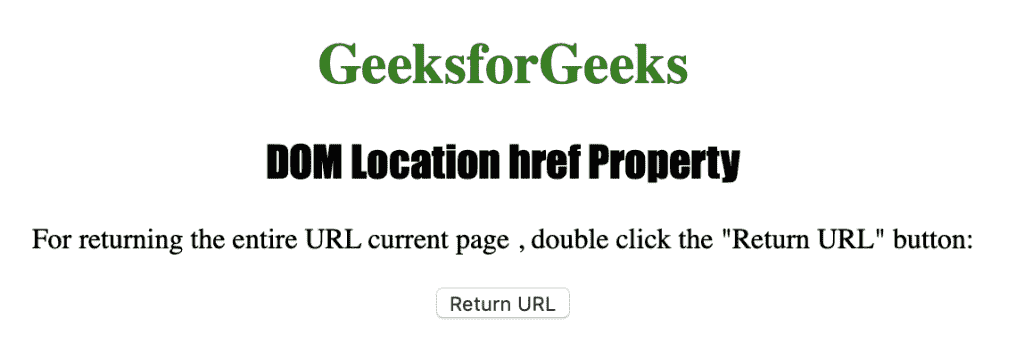 GeeksforGeeks
DOM Location href Property
For returning the entire URL current page , double click the "Return URL" button:
Return URL